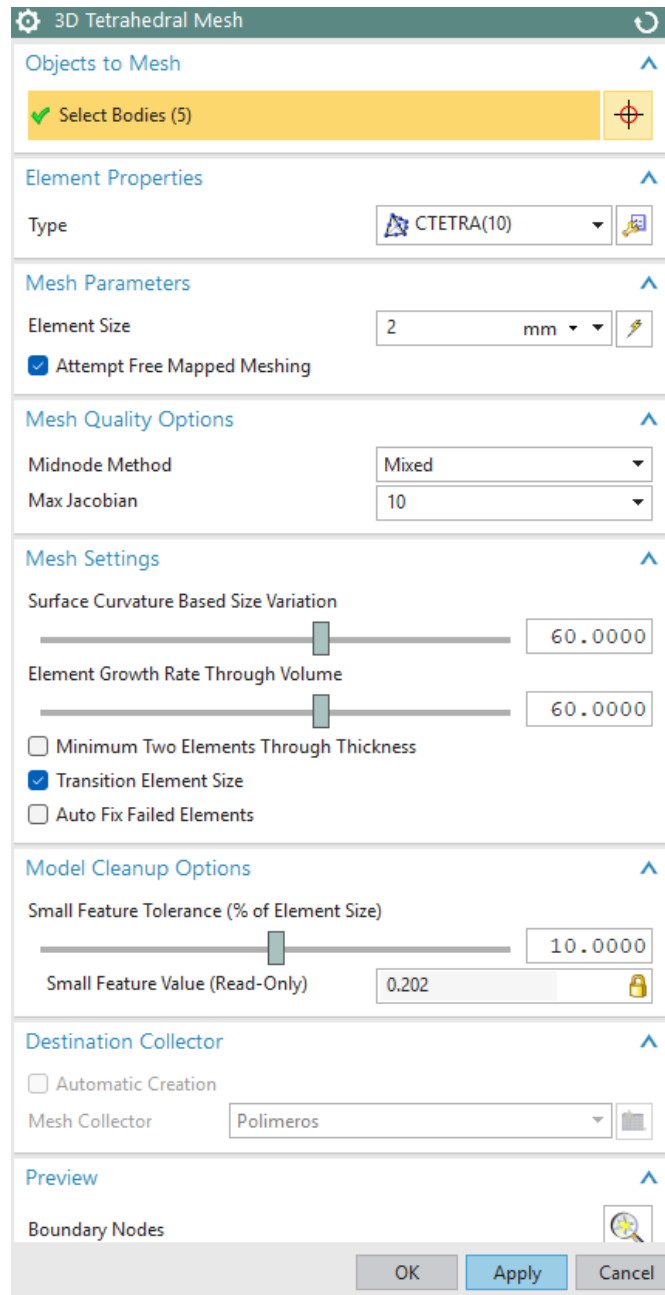 3D Tetrahedral Mesh
Objects to Mesh
Select Bodies (5)
Element Properties
Type CTETRA(10)
Mesh Parameters
Element Size 2 mm
Attempt Free Mapped Meshing
Mesh Quality Options
Midnode Method Mixed
Max Jacobian 10
Mesh Settings
Surface Curvature Based Size Variation
60.0000
Element Growth Rate Through Volume
60.0000
Minimum Two Elements Through Thickness
Transition Element Size
Auto Fix Failed Elements
Model Cleanup Options
Small Feature Tolerance (% of Element Size)
10.0000
Small Feature Value (Read-Only) 0.202
Destination Collector
Automatic Creation
Mesh Collector Polimeros
Preview
Boundary Nodes
OK Apply Cancel